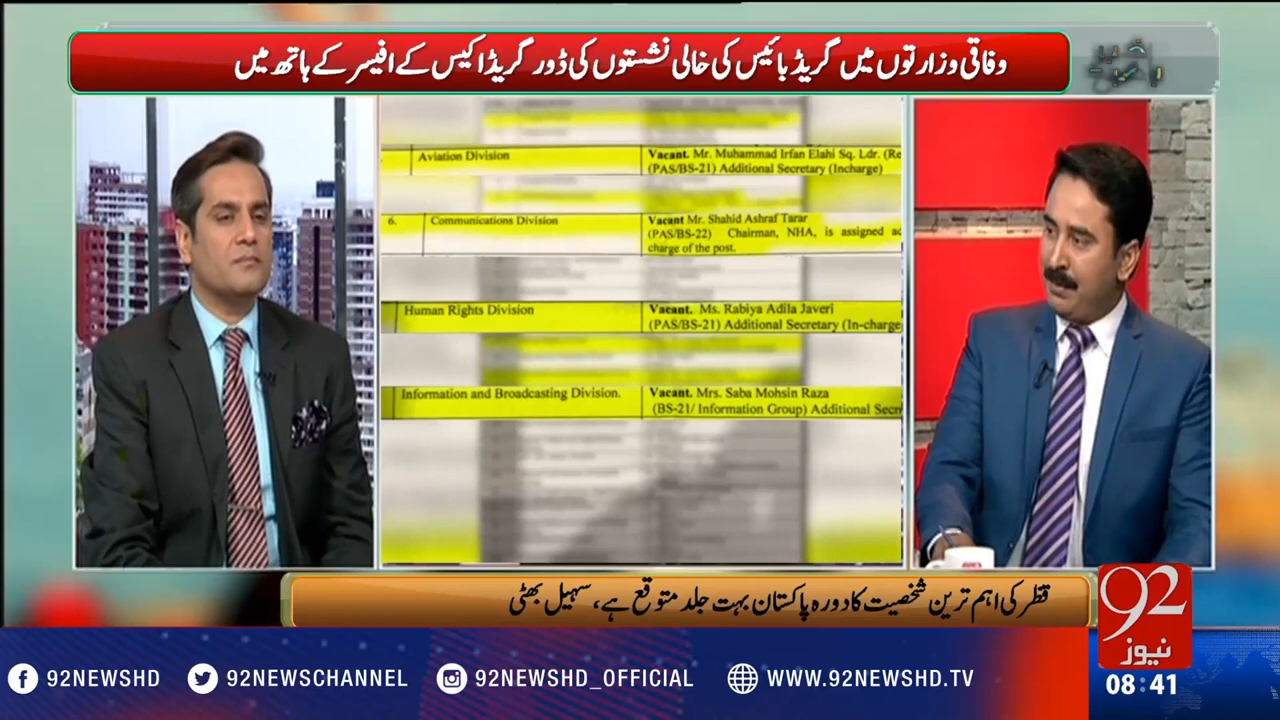 وفاقی وزارتوں میں گریڈ بائیس کی خالی نشستوں کی ڈور گریڈ اکیس کے افیسر کے ہاتھ میں
Aviation Division
Vacant. Mr. Muhammad Irfan Elahi Sq. Ldr. (Re
(PAS/BS-21) Additional Secretary (Incharge)
6. Communications Division
Vacant Mr. Shahid Ashraf Tarar
(PAS/BS-22) Chairman, NHA, is assigned ad
charge of the post.
Human Rights Division
Vacant. Ms. Rabiya Adila Javeri
(PAS/BS-21) Additional Secretary (In-charge
Information and Broadcasting Division.
Vacant. Mrs. Saba Mohsin Raza
(BS-21/ Information Group) Additional Secr
قطر کی اہم ترین شخصیت کا دورہ پاکستان بہت جلد متوقع ہے، سہیل بھٹی
92
نیوز
92NEWSHD
92NEWSCHANNEL
92NEWSHD_OFFICIAL
WWW.92NEWSHD.TV
08:41